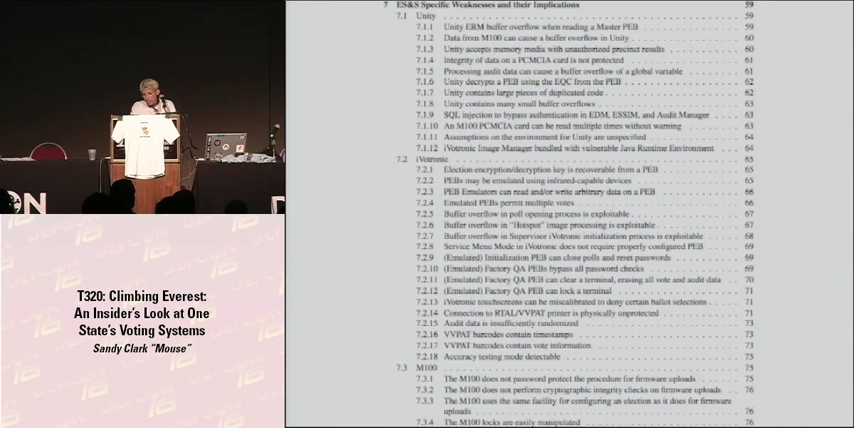 7 ES&S Specific Weaknesses and their Implications 59
7.1 Unity 59
7.1.1 Unity ERM buffer overflow when reading a Master PEB 59
7.1.2 Data from M100 can cause a buffer overflow in Unity 60
7.1.3 Unity accepts memory media with unauthorized precinct results 60
7.1.4 Integrity of data on a PCMCIA card is not protected 61
7.1.5 Processing audit data can cause a buffer overflow of a global variable 61
7.1.6 Unity decrypts a PEB using the EQC from the PEB 62
7.1.7 Unity contains large pieces of duplicated code 62
7.1.8 Unity contains many small buffer overflows 63
7.1.9 SQL injection to bypass authentication in EDM, ESSIM, and Audit Manager 63
7.1.10 An M100 PCMCIA card can be read multiple times without warning 63
7.1.11 Assumptions on the environment for Unity are unspecified 64
7.1.12 iVotronic Image Manager bundled with vulnerable Java Runtime Environment 64
7.2 iVotronic 65
7.2.1 Election encryption/decryption key is recoverable from a PEB 65
7.2.2 PEBs may be emulated using infrared-capable devices 65
7.2.3 PEB Emulators can read and/or write arbitrary data on a PEB 66
7.2.4 Emulated PEBs permit multiple votes 66
7.2.5 Buffer overflow in poll opening process is exploitable 67
7.2.6 Buffer overflow in "Hotspot" image processing is exploitable 67
7.2.7 Buffer overflow in Supervisor iVotronic initialization process is exploitable 68
7.2.8 Service Menu Mode in iVotronic does not require properly configured PEB 69
7.2.9 (Emulated) Initialization PEB can close polls and reset passwords 69
7.2.10 (Emulated) Factory QA PEBs bypass all password checks 69
7.2.11 (Emulated) Factory QA PEB can clear a terminal, erasing all vote and audit data 70
7.2.12 (Emulated) Factory QA PEB can lock a terminal 71
7.2.13 iVotronic touchscreens can be miscalibrated to deny certain ballot selections 71
7.2.14 Connection to RTAL/VVPAT printer is physically unprotected 71
7.2.15 Audit data is insufficiently randomized 73
7.2.16 VVPAT barcodes contain timestamps 73
7.2.17 VVPAT barcodes contain vote information 73
7.2.18 Accuracy testing mode detectable 75
7.3 M100 75
7.3.1 The M100 does not password protect the procedure for firmware uploads 75
7.3.2 The M100 does not perform cryptographic integrity checks on firmware uploads 76
7.3.3 The M100 uses the same facility for configuring an election as it does for firmware
uploads 76
7.3.4 The M100 locks are easily manipulated 76
T320: Climbing Everest:
An Insider's Look at One
State's Voting Systems
Sandy Clark "Mouse"